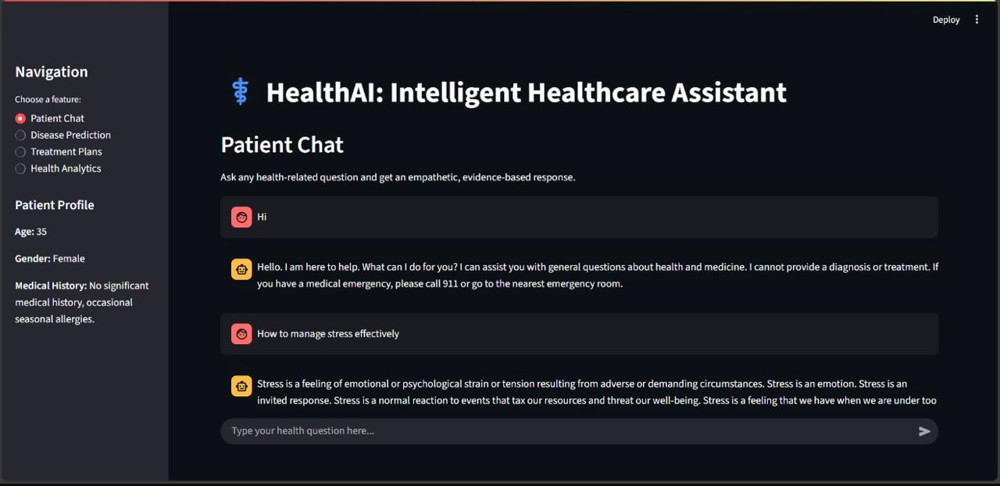 Deploy
Navigation
Choose a feature:
Patient Chat
Disease Prediction
Treatment Plans
Health Analytics
Patient Profile
Age: 35
Gender: Female
Medical History: No significant
medical history, occasional
seasonal allergies.
HealthAI: Intelligent Healthcare Assistant
Patient Chat
Ask any health-related question and get an empathetic, evidence-based response.
Hi
Hello. I am here to help. What can I do for you? I can assist you with general questions about health and medicine. I cannot provide a diagnosis or treatment. If
you have a medical emergency, please call 911 or go to the nearest emergency room.
How to manage stress effectively
Stress is a feeling of emotional or psychological strain or tension resulting from adverse or demanding circumstances. Stress is an emotion. Stress is an
invited response. Stress is a normal reaction to events that tax our resources and threat our well-being. Stress is a feeling that we have when we are under too
Type your health question here...